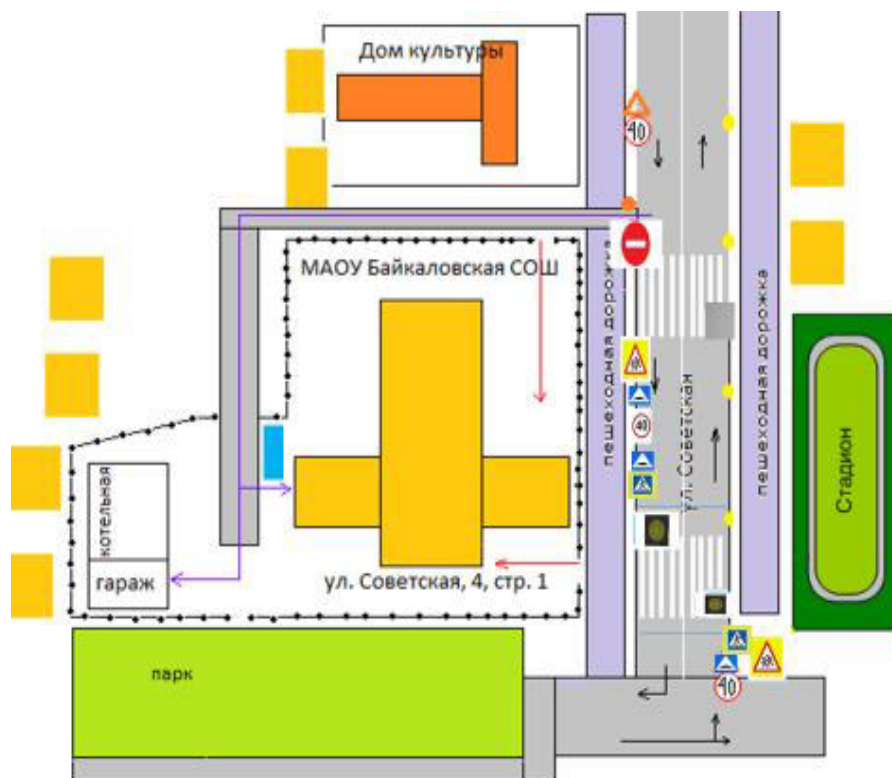 Дом культуры
40
МАОУ Байкаловская СОШ
пешеходная дорожка
пешеходная дорожка
40
ул. Советская
Стадион
котельная
гараж
ул. Советская, 4, стр. 1
парк
40